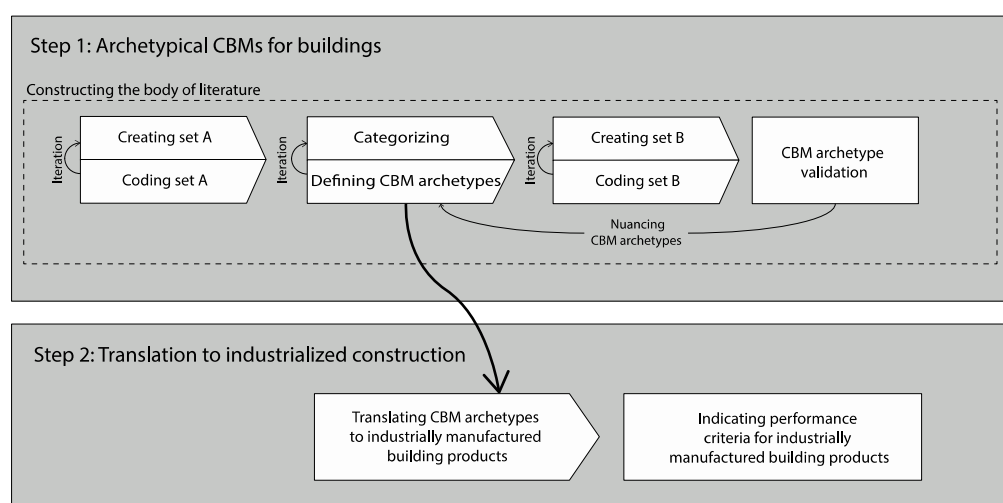 Step 1: Archetypical CBMs for buildings
Constructing the body of literature
Iteration
Creating set A
Coding set A
Iteration
Categorizing
Defining CBM archetypes
Iteration
Creating set B
Coding set B
CBM archetype
validation
Nuancing
CBM archetypes
Step 2: Translation to industrialized construction
Translating CBM archetypes
to industrially manufactured
building products
Indicating performance
criteria for industrially
manufactured building products